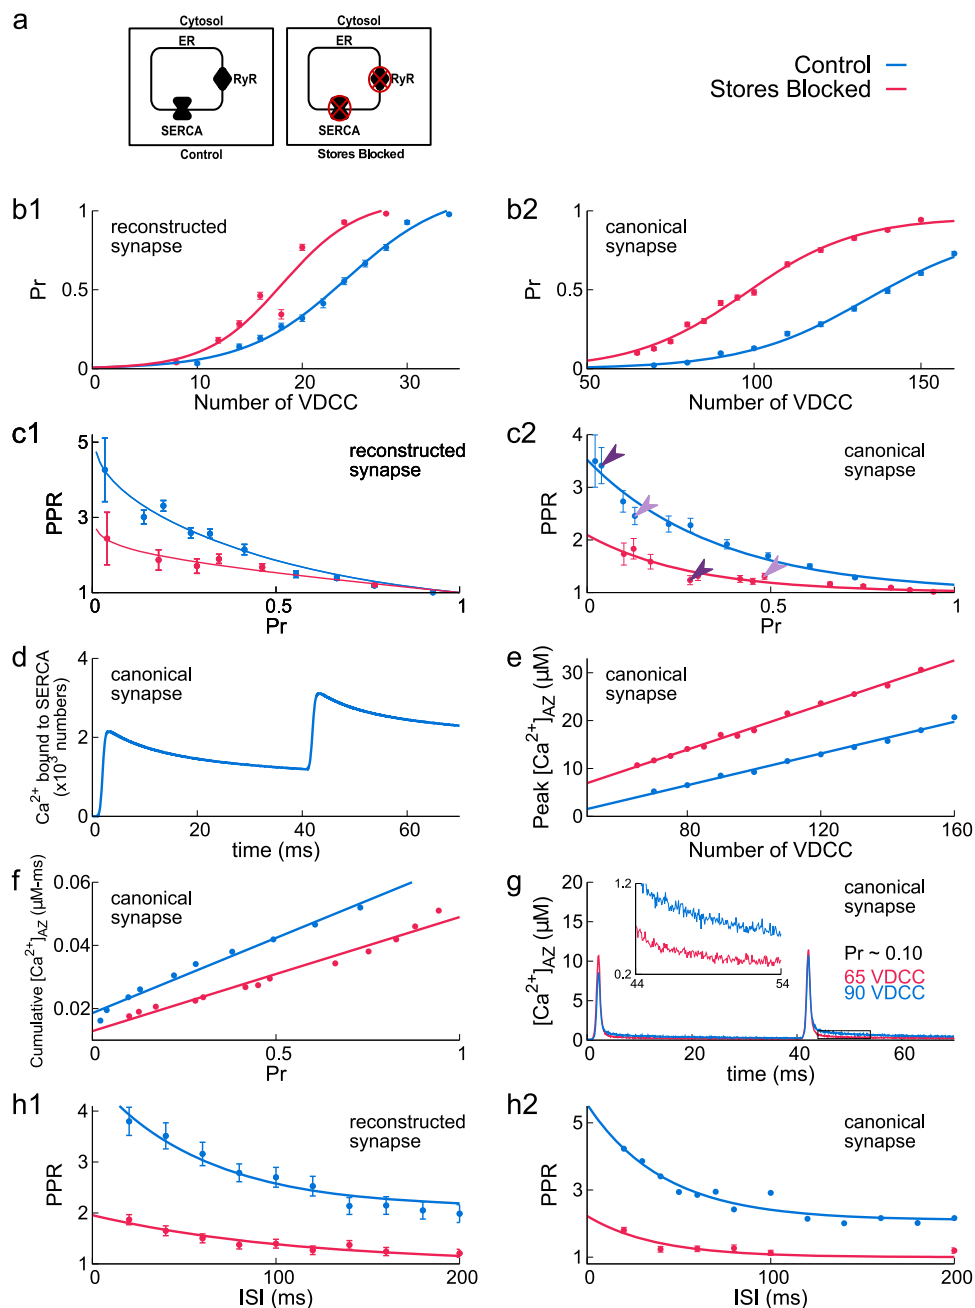 a
Cytosol
ER
RyR
SERCA
Control
Cytosol
ER
RyR
SERCA
Stores Blocked
Control
Stores Blocked
b1
reconstructed
synapse
Pr
1
0.5
0
0
10
20
30
Number of VDCC
b2
canonical
synapse
Pr
1
0.5
0
50
100
150
Number of VDCC
c1
reconstructed
synapse
PPR
5
3
1
0
0.5
1
Pr
c2
canonical
synapse
PPR
4
3
2
1
0
0.5
1
Pr
d
canonical
synapse
Ca2+ bound to SERCA
(x103 numbers)
4
3
2
1
0
0
20
40
60
time (ms)
e
canonical
synapse
Peak [Ca2+]AZ (μM)
30
20
10
0
80
120
160
Number of VDCC
f
canonical
synapse
Cumulative [Ca2+]AZ (μM-ms)
0.06
0.04
0.02
0
0.5
1
Pr
g
canonical
synapse
Pr ~ 0.10
65 VDCC
90 VDCC
[Ca2+]AZ (μM)
20
15
10
5
0
1.2
0.2
44
54
0
20
40
60
time (ms)
h1
reconstructed
synapse
PPR
4
3
2
1
0
100
200
ISI (ms)
h2
canonical
synapse
PPR
5
3
1
0
100
200
ISI (ms)